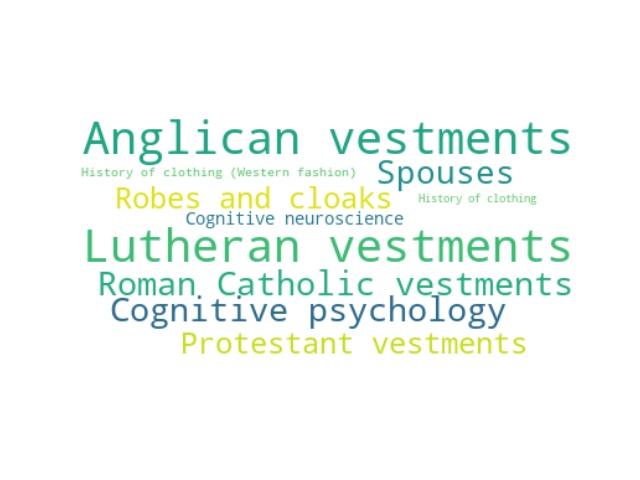 Anglican vestments
History of clothing (Western fashion)
Spouses
Robes and cloaks
History of clothing
Cognitive neuroscience
Lutheran vestments
Roman Catholic vestments
Cognitive psychology
Protestant vestments